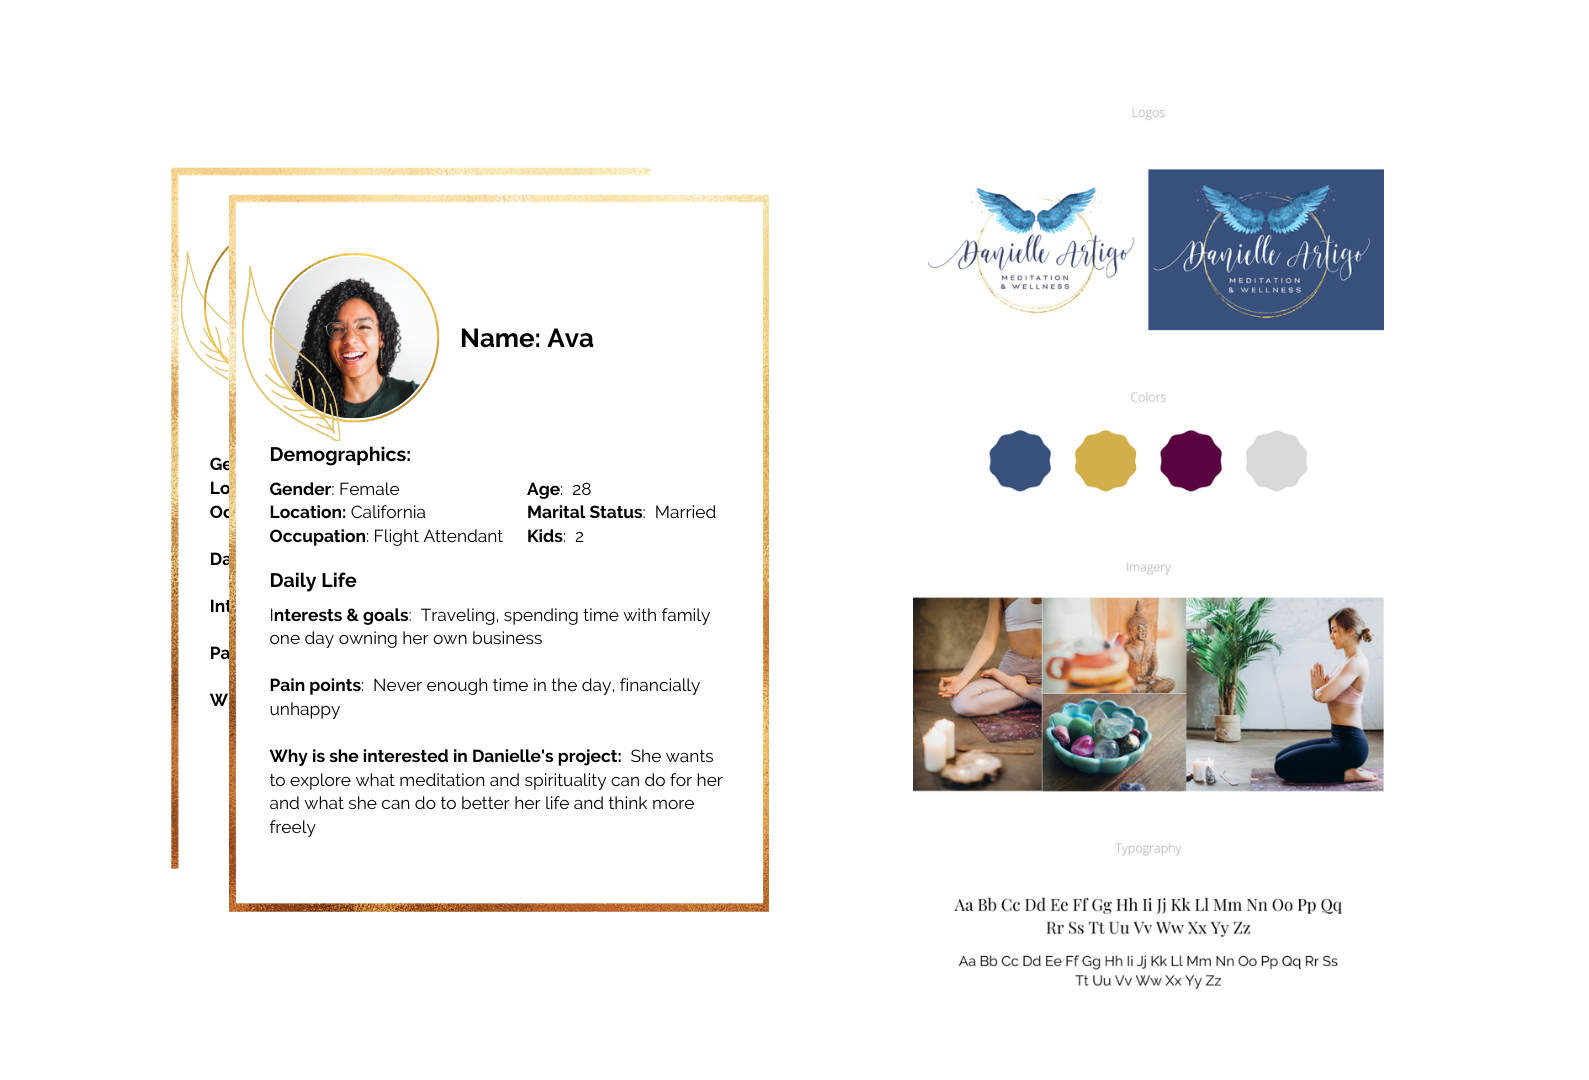 Ge
Lo
Oc
Da
Int
Pa
W
Name: Ava
Demographics:
Gender: Female
Age: 28
Location: California
Marital Status: Married
Occupation: Flight Attendant
Kids: 2
Daily Life
Interests & goals: Traveling, spending time with family
one day owning her own business
Pain points: Never enough time in the day, financially
unhappy
Why is she interested in Danielle's project: She wants
to explore what meditation and spirituality can do for her
and what she can do to better her life and think more
freely
Logos
Danielle Artigo
MEDITATION
& WELLNESS
Danielle Artigo
MEDITATION
& WELLNESS
Colors
Imagery
Typography
Aa Bb Cc Dd Ee Ff Gg Hh Ii Jj Kk Ll Mm Nn Oo Pp Qq
Rr Ss Tt Uu Vv Ww Xx Yy Zz
Aa Bb Cc Dd Ee Ff Gg Hh Ii Jj Kk Ll Mm Nn Oo Pp Qq Rr Ss
Tt Uu Vv Ww Xx Yy Zz